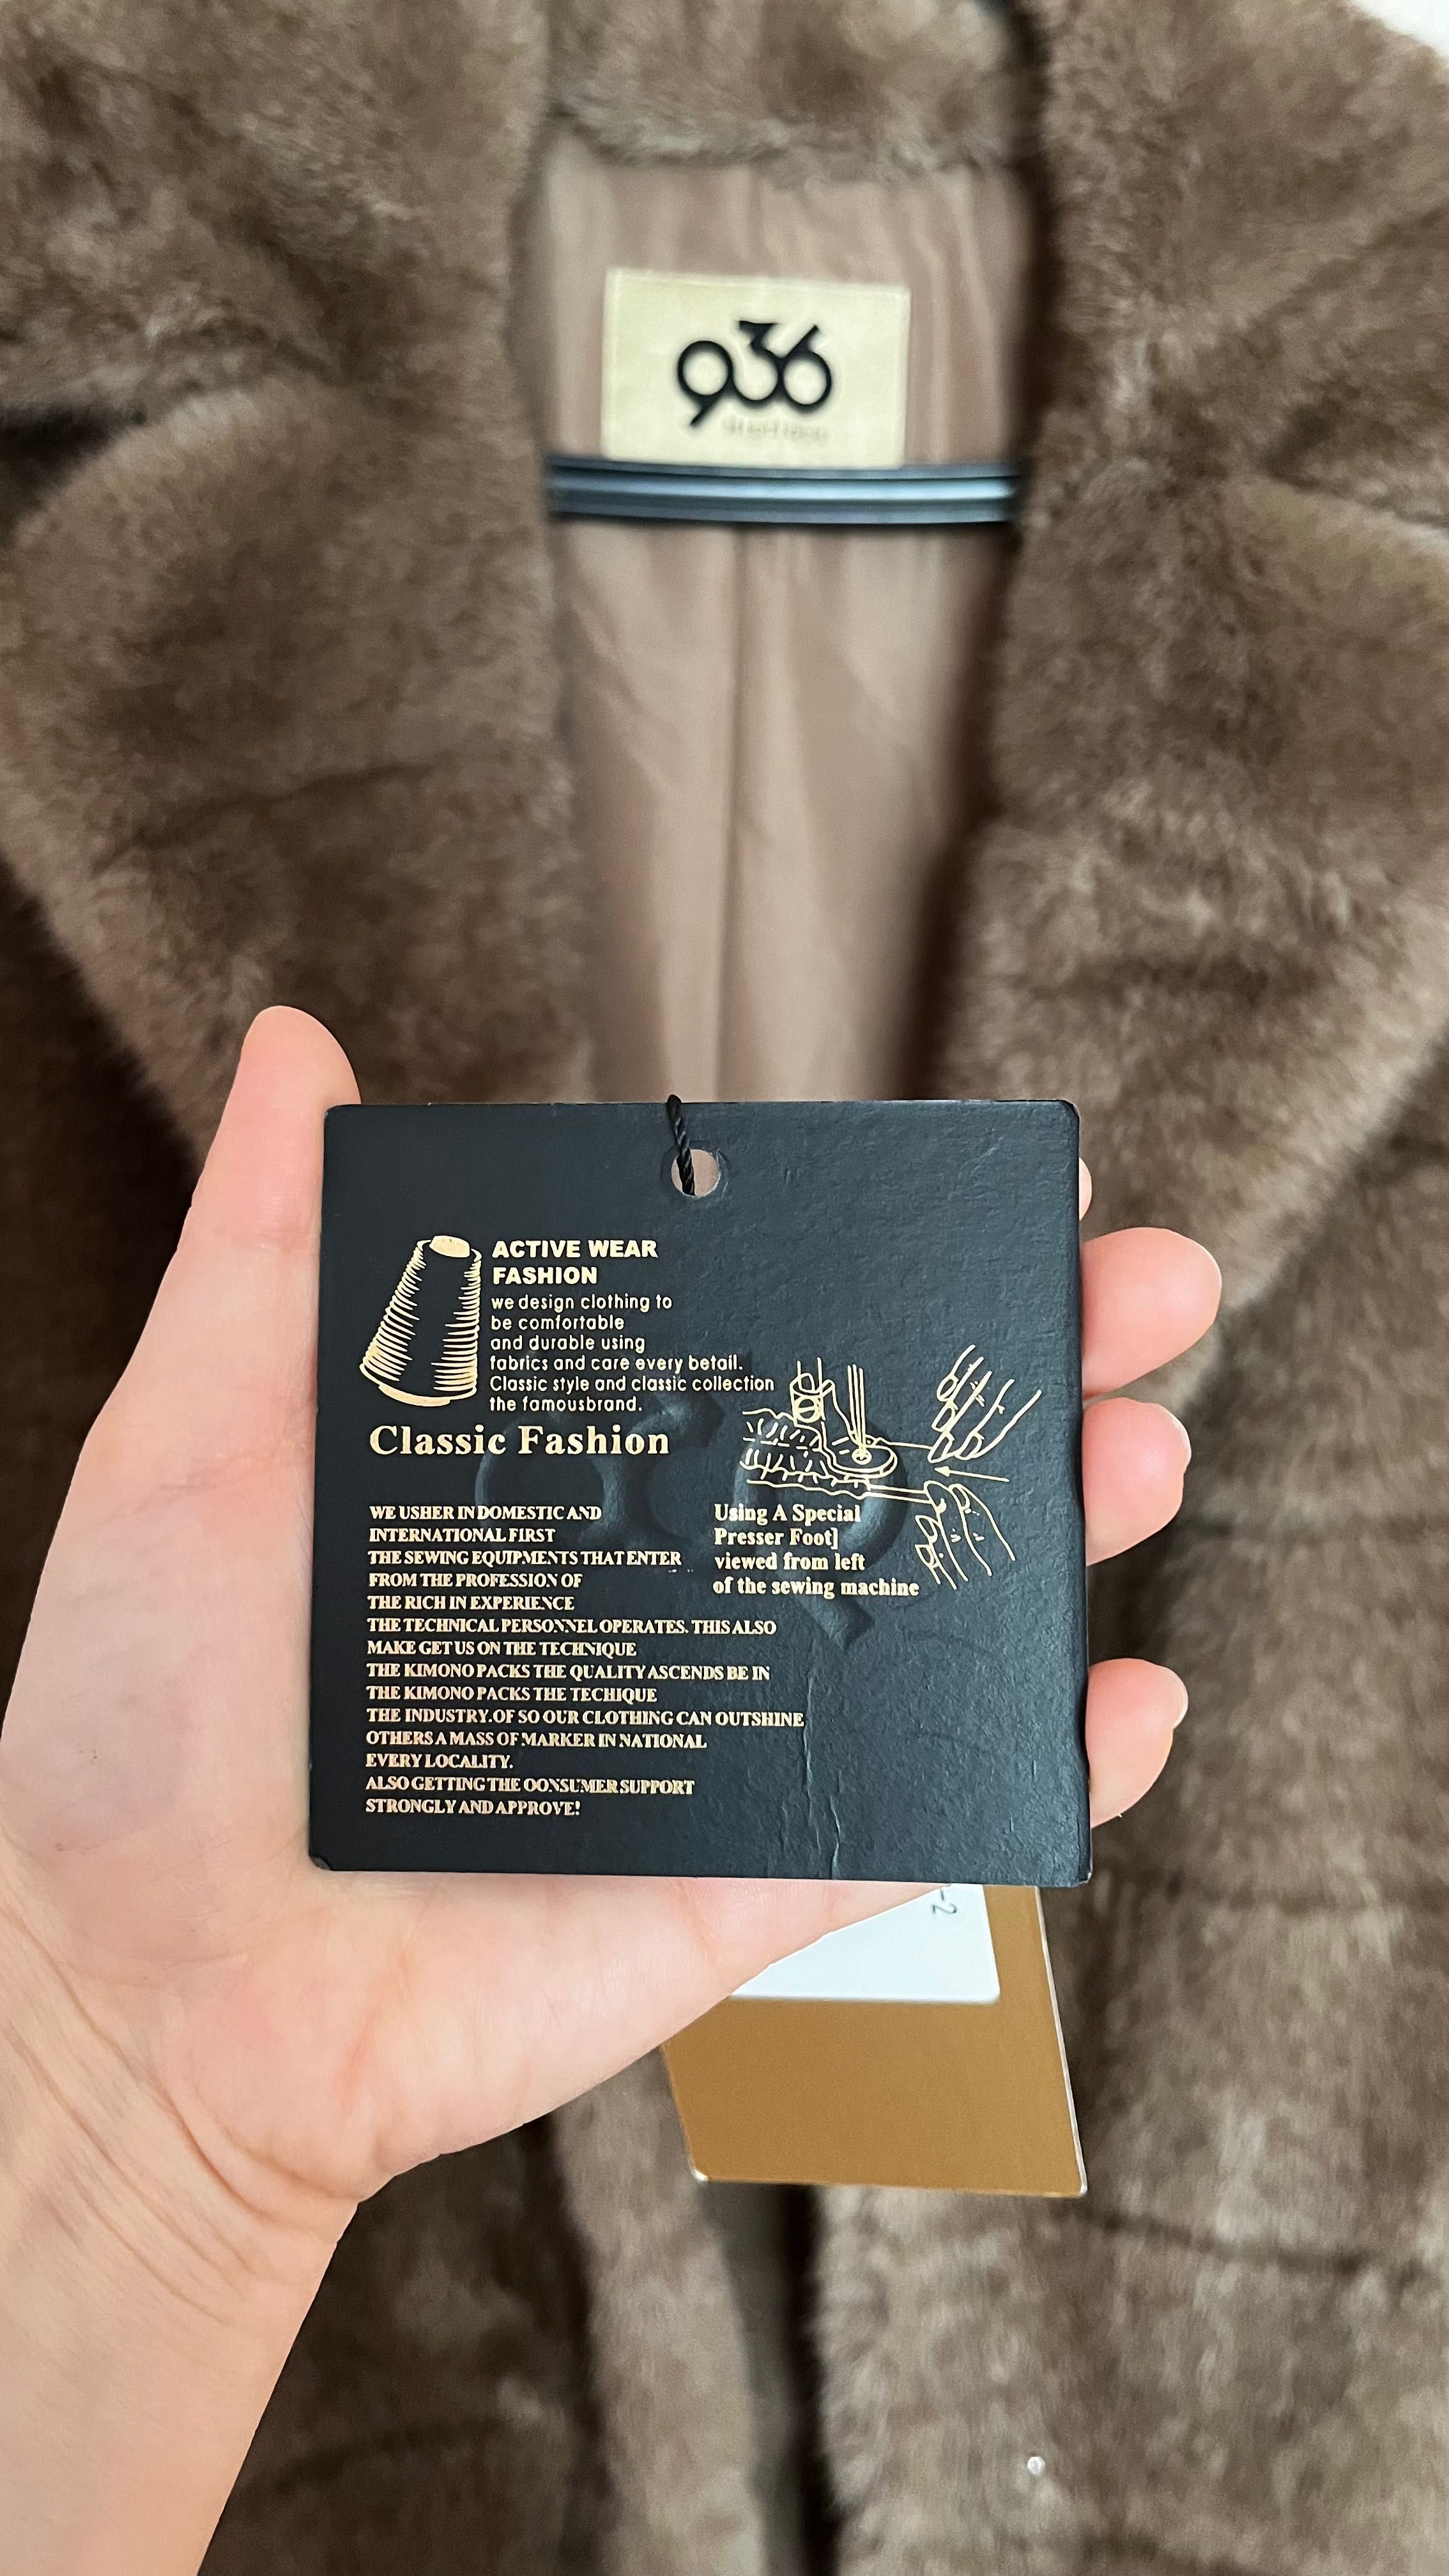 936
ACTIVE WEAR
FASHION
we design clothing to
be comfortable
and durable using
fabrics and care every betail.
Classic style and classic collection
the famousbrand.
Classic Fashion
WE USHER IN DOMESTIC AND
INTERNATIONAL FIRST
THE SEWING EQUIPMENTS THAT ENTER
FROM THE PROFESSION OF
THE RICH IN EXPERIENCE
THE TECHNICAL PERSONNEL OPERATES. THIS ALSO
MAKE GET US ON THE TECHNIQUE
THE KIMONO PACKS THE QUALITY ASCENDS BE IN
THE KIMONO PACKS THE TECHIQUE
THE INDUSTRY.OF SO OUR CLOTHING CAN OUTSHINE
OTHERS A MASS OF MARKER IN NATIONAL
EVERY LOCALITY.
ALSO GETTING THE OONSUMER SUPPORT
STRONGLY AND APPROVE!
Using A Special
Presser Foot]
viewed from left
of the sewing machine
-2